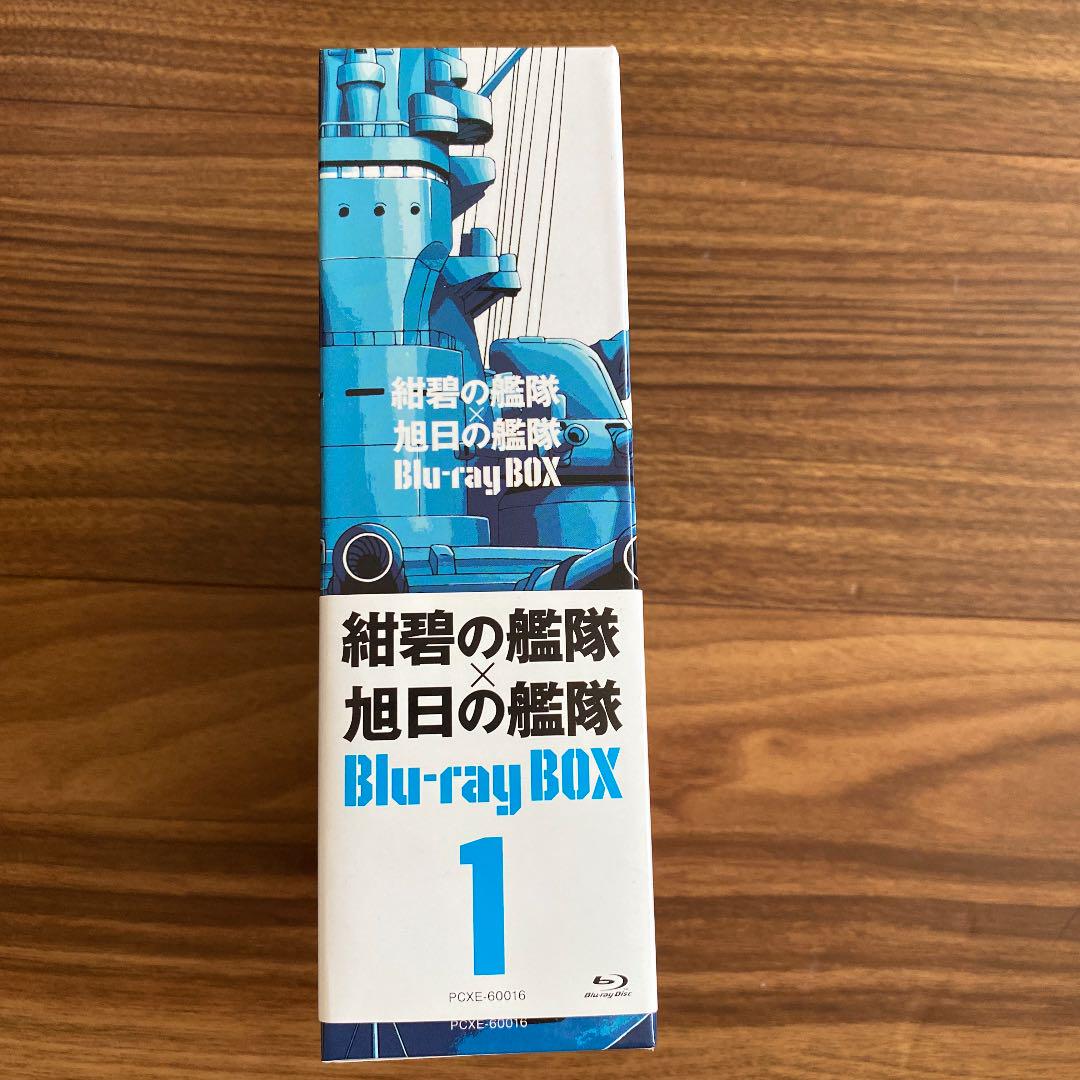 紺碧の艦隊
×
旭日の艦隊
Blu-ray BOX
紺碧の艦隊
×
旭日の艦隊
Blu-ray BOX
1
PCXE-60016
Blu-ray Disc
PCXE-60016